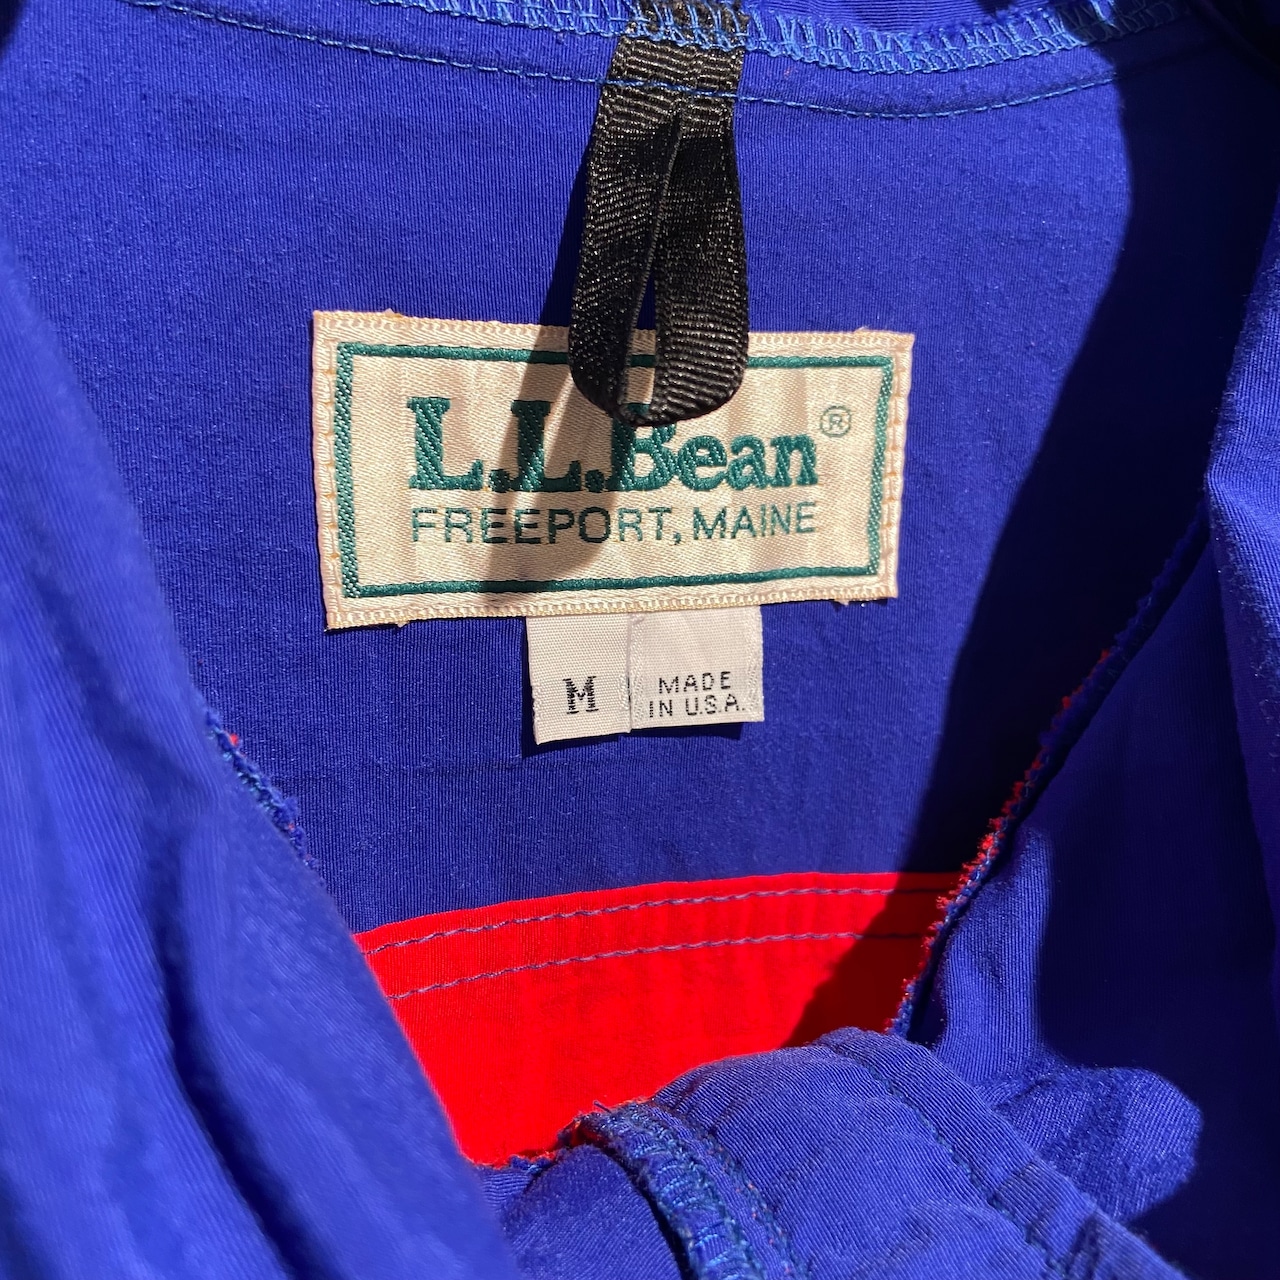 L.L.Bean®
FREEPORT, MAINE
M
MADE
IN U.S.A.